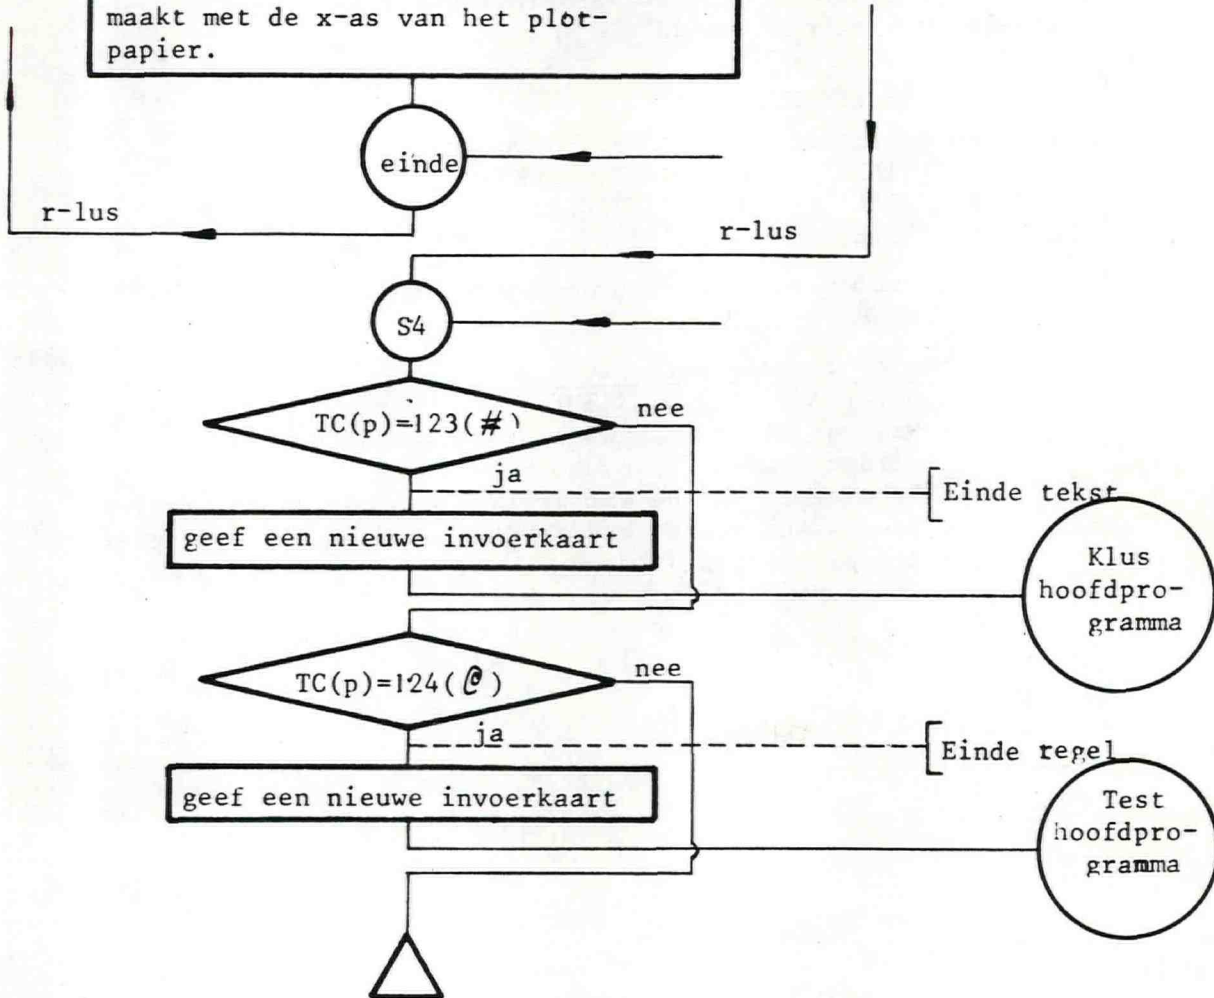 maakt met de x-as van het plot-
papier.
einde
r-lus
r-lus
S4
TC(p)=123(#)
nee
ja
Einde tekst
geef een nieuwe invoerkaart
Klus
hoofdpro-
gramma
TC(p)=124(@)
nee
ja
Einde regel
geef een nieuwe invoerkaart
Test
hoofdpro-
gramma